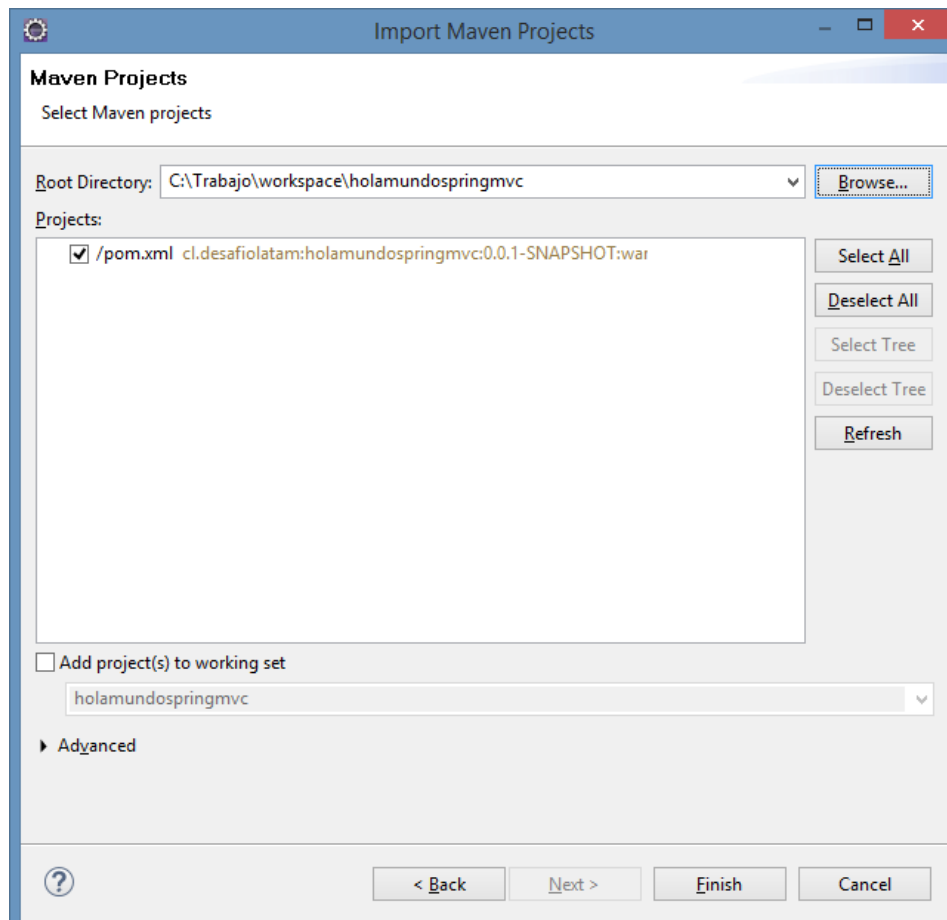 Import Maven Projects
Maven Projects
Select Maven projects
Root Directory: C:\Trabajo\workspace\holamundospringmvc Browse...
Projects:
/pom.xml cl.desafiolatam:holamundospringmvc:0.0.1-SNAPSHOT:war
Select All
Deselect All
Select Tree
Deselect Tree
Refresh
Add project(s) to working set
holamundospringmvc
Advanced
? < Back Next > Finish Cancel